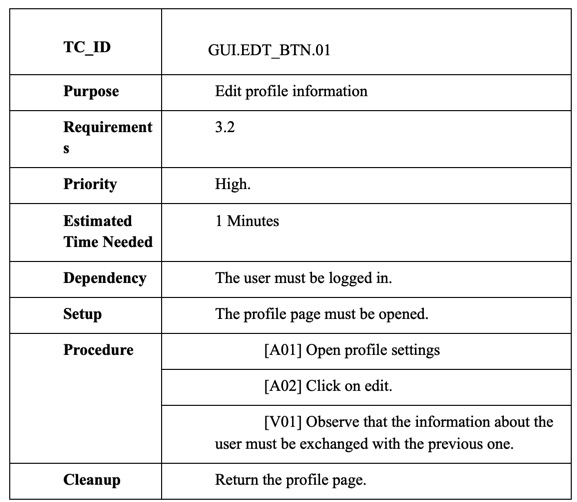 TC_ID GUI.EDT_BTN.01
Purpose Edit profile information
Requirement 3.2
s
Priority High.
Estimated 1 Minutes
Time Needed
Dependency The user must be logged in.
Setup The profile page must be opened.
Procedure [A01] Open profile settings
[A02] Click on edit.
[V01] Observe that the information about the
user must be exchanged with the previous one.
Cleanup Return the profile page.